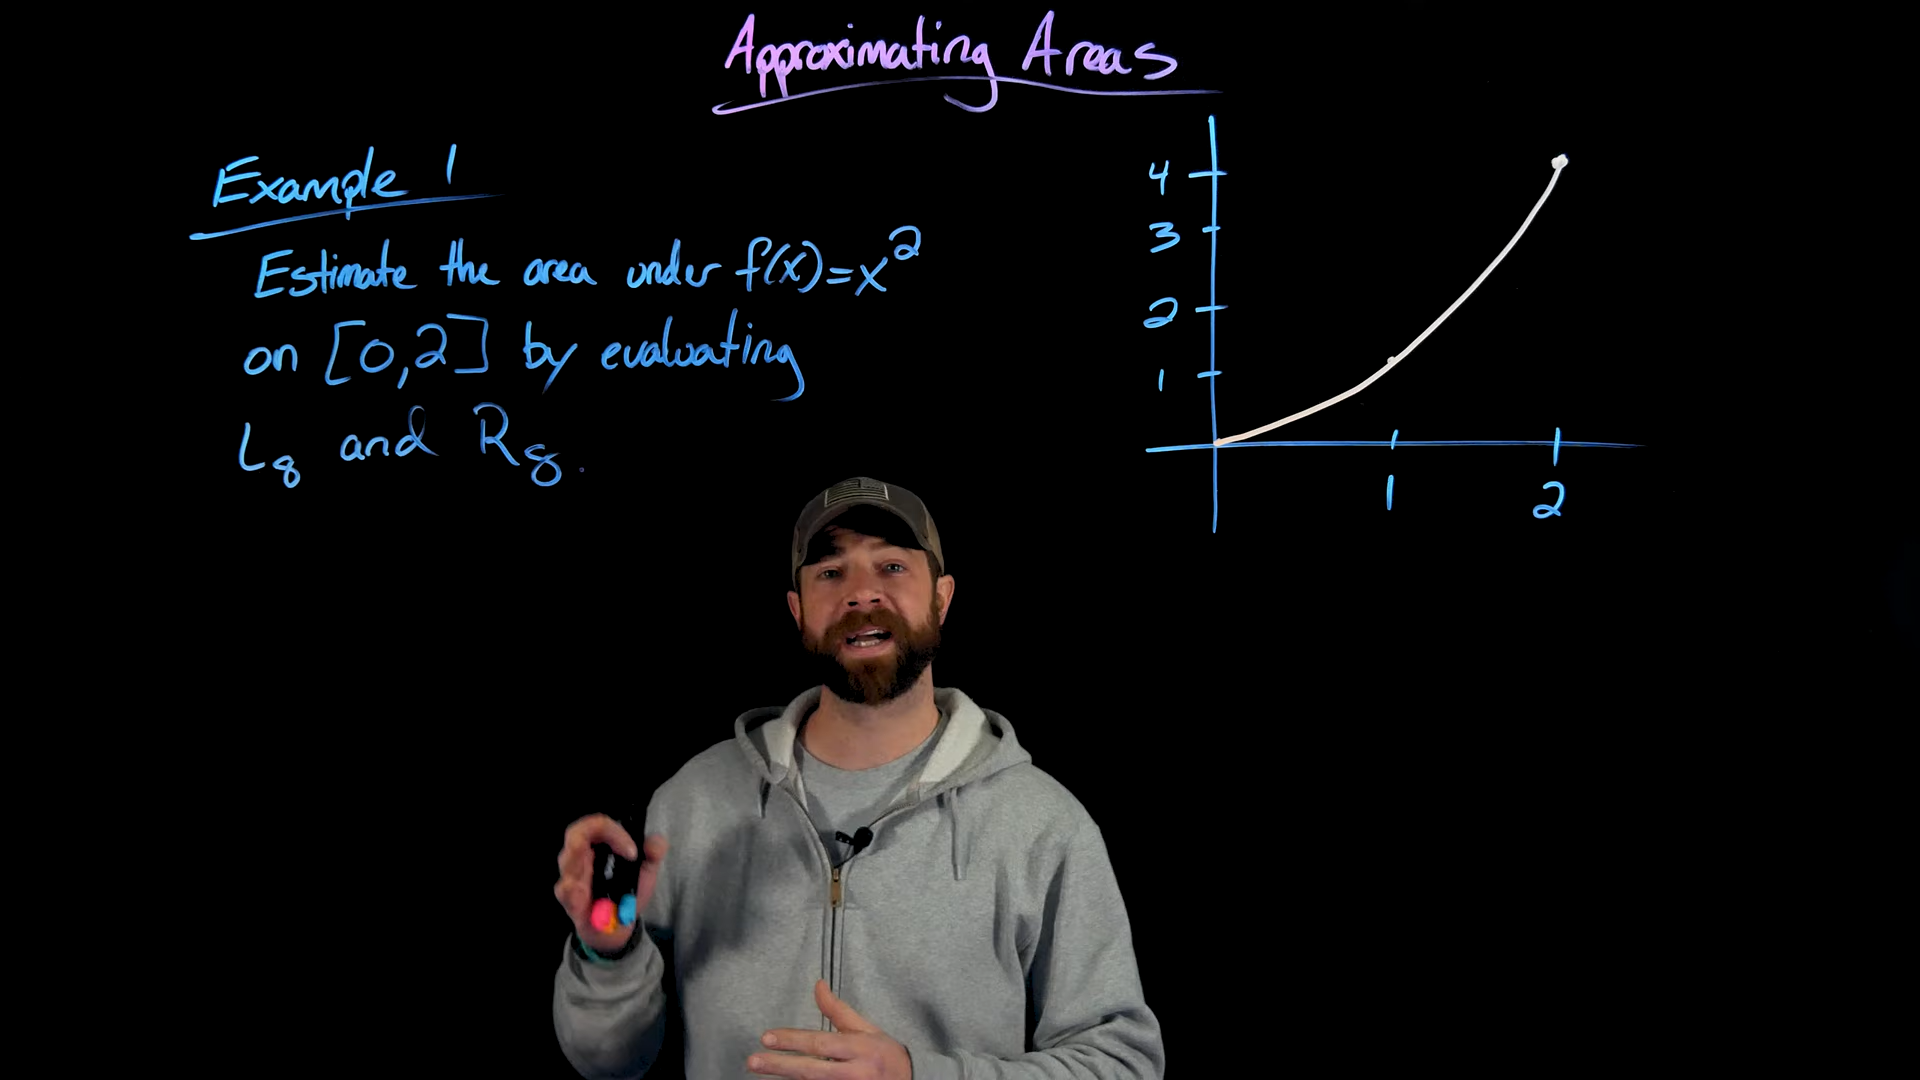 Approximating Areas
Example 1
Estimate the area under f(x)=x²
on [0,2] by evaluating
L₈ and R₈.
4
3
2
1
1
2